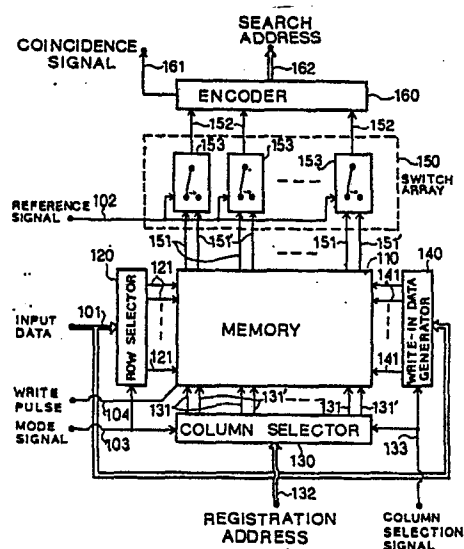 SEARCH
ADDRESS
COINCIDENCE
SIGNAL
161
162
ENCODER
160
152
152
152
153
153
153
150
SWITCH
ARRAY
REFERENCE
SIGNAL
102
151
151'
151
151
151'
110
120
121
140
141
INPUT
DATA
101
ROW SELECTOR
MEMORY
WRITE-IN DATA
GENERATOR
121
141
WRITE
PULSE
104
131
131'
131
131'
MODE
SIGNAL
103
COLUMN SELECTOR
133
130
132
REGISTRATION
ADDRESS
COLUMN
SELECTION
SIGNAL